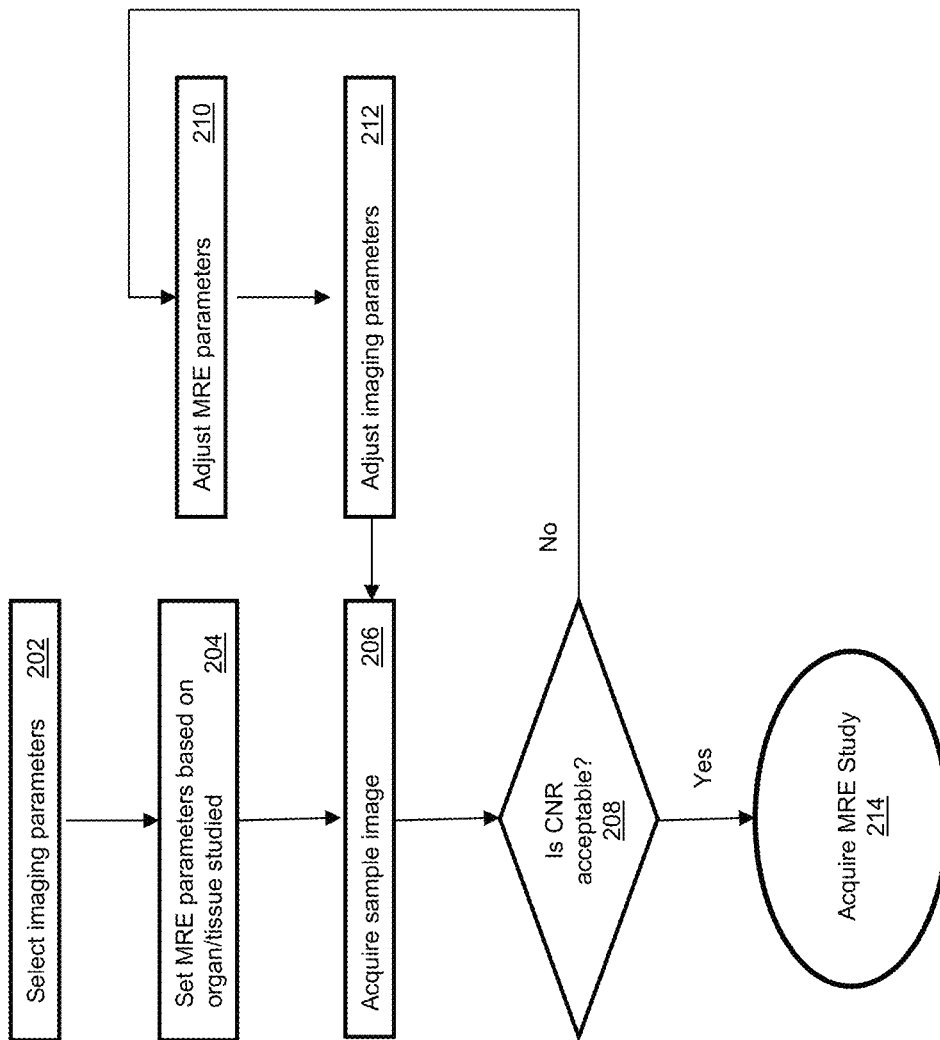 Select imaging parameters 202
Set MRE parameters based on
organ/tissue studied 204
Acquire sample image 206
Is CNR
acceptable?
208
No
Adjust MRE parameters 210
Adjust imaging parameters 212
Yes
Acquire MRE Study
214